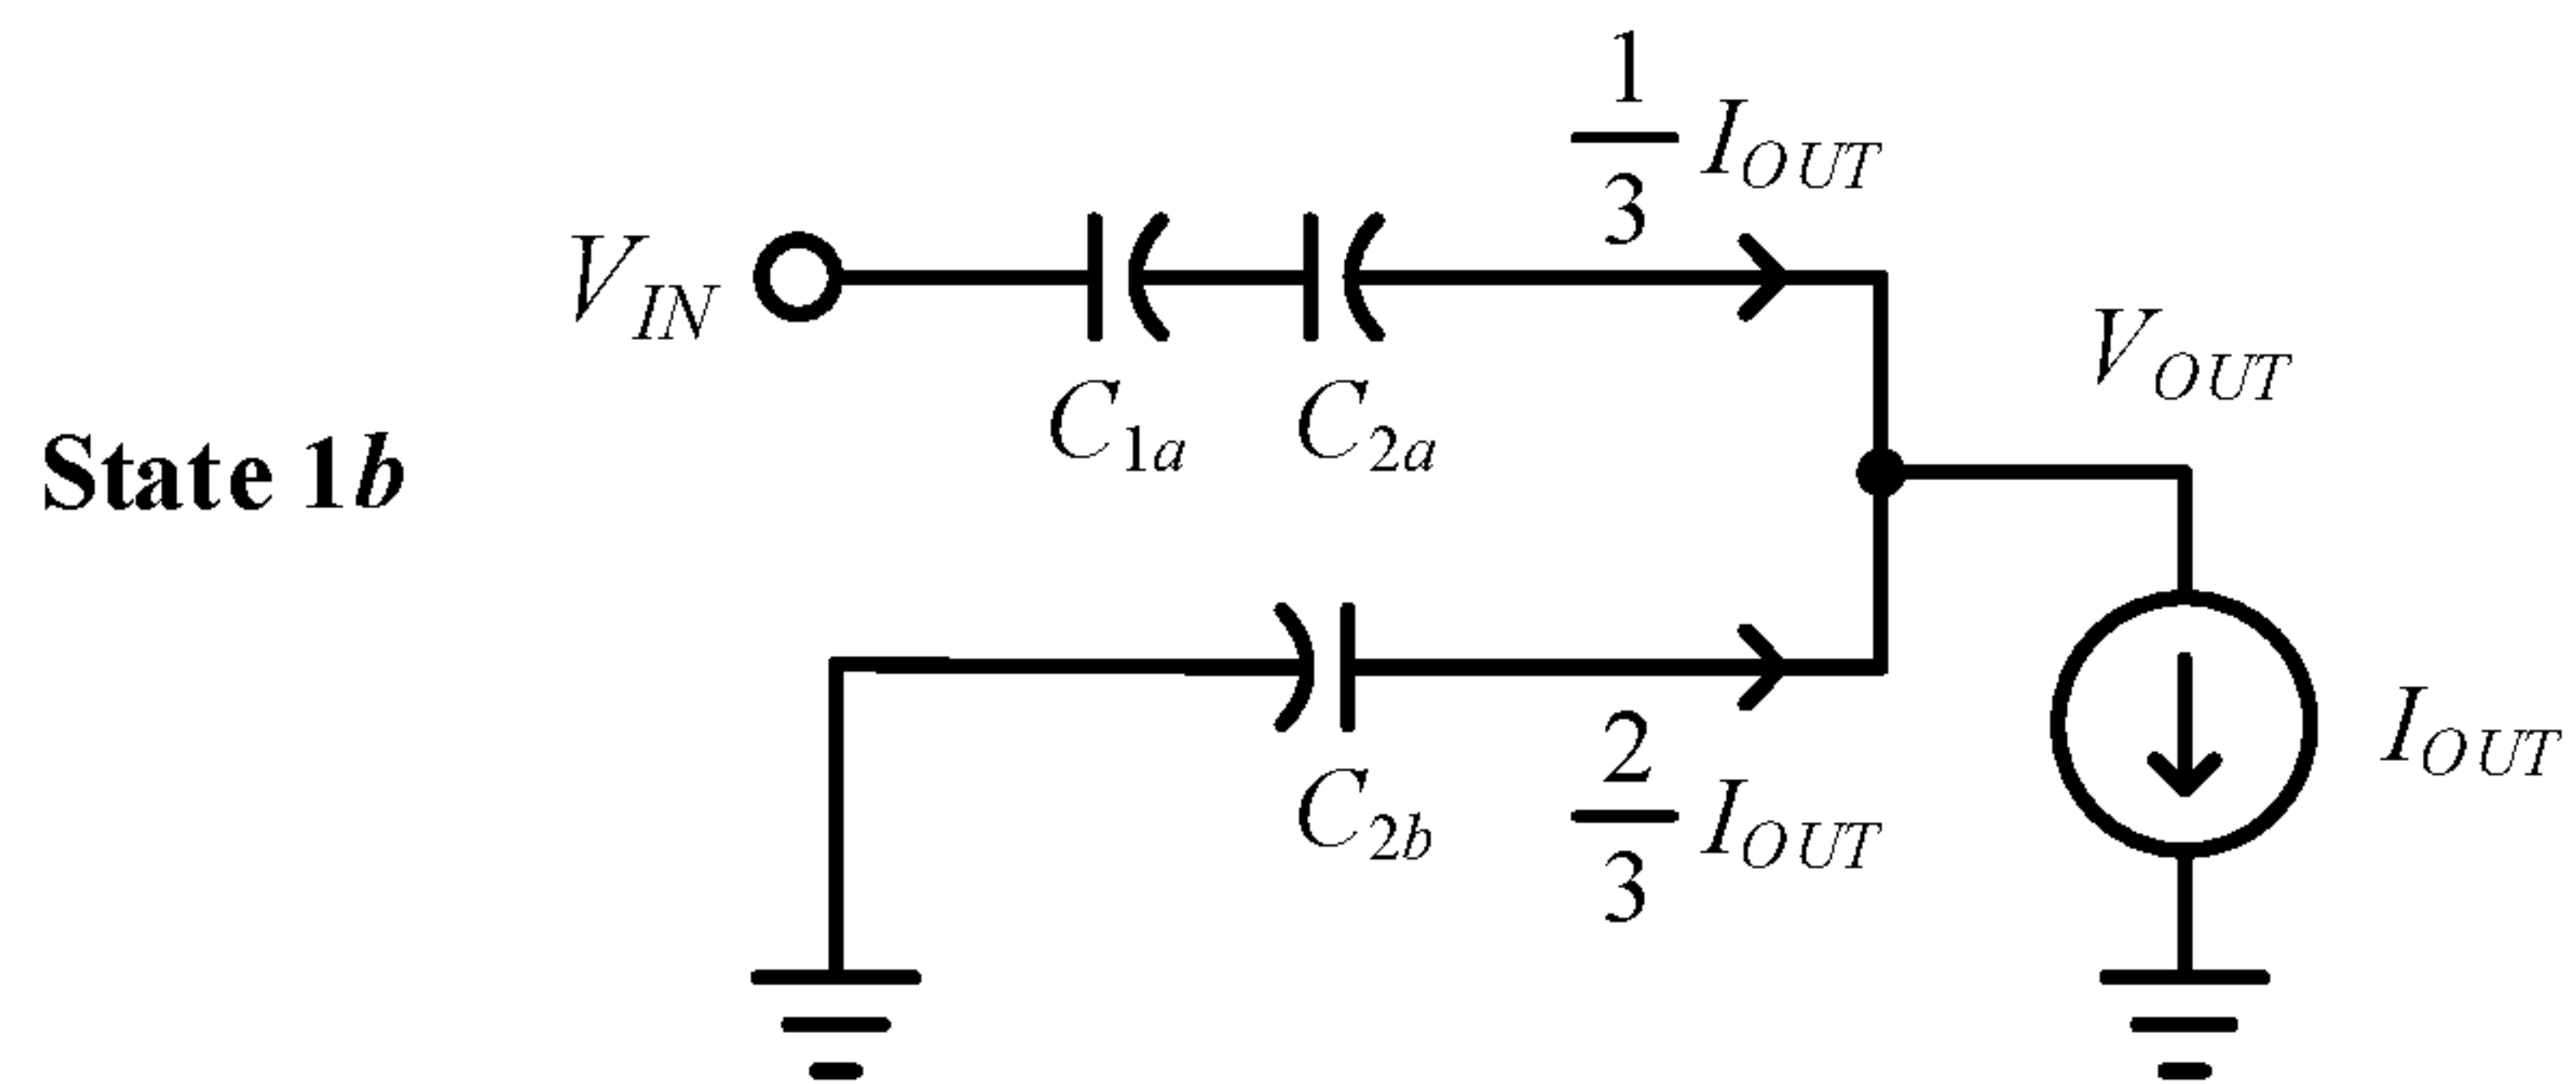 1/3 I_OUT
V_IN
C_1a C_2a
V_OUT
State 1b
C_2b
2/3 I_OUT
I_OUT